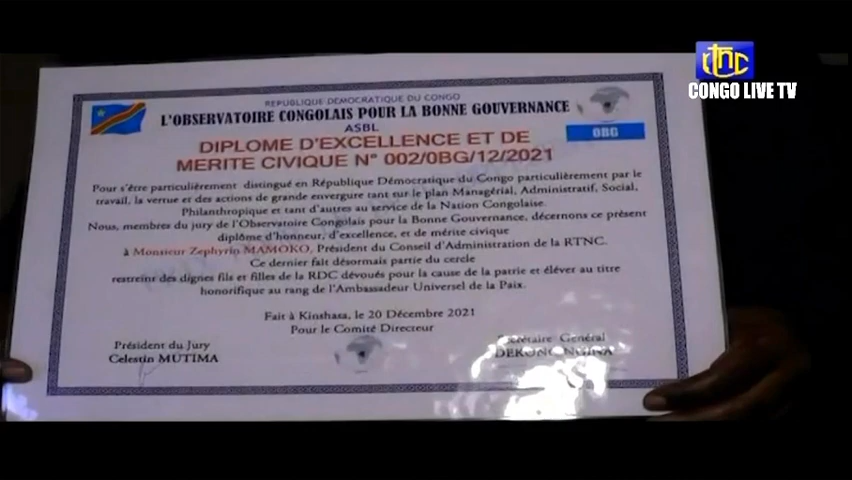 rtnc
CONGO LIVE TV
REPUBLIQUE DÉMOCRATIQUE DU CONGO
L'OBSERVATOIRE CONGOLAIS POUR LA BONNE GOUVERNANCE
ASBL
OBG
DIPLOME D'EXCELLENCE ET DE
MERITE CIVIQUE N° 002/OBG/12/2021
Pour s'être particulièrement distingué en République Démocratique du Congo particulièrement par le
travail, la vertue et des actions de grande envergure tant sur le plan Managérial, Administratif, Social,
Philanthropique et tant d'autres au service de la Nation Congolaise.
Nous, membres du jury de l'Observatoire Congolais pour la Bonne Gouvernance, décernons ce présent
diplôme d'honneur, d'excellence, et de mérite civique
à Monsieur Zephyrin MAMOKO, Président du Conseil d'Administration de la RTNC.
Ce dernier fait désormais partie du cercle
restreint des dignes fils et filles de la RDC dévoués pour la cause de la patrie et éléver au titre
honorifique au rang de l'Ambassadeur Universel de la Paix.
Fait à Kinshasa, le 20 Décembre 2021
Pour le Comité Directeur
Président du Jury
Celestin MUTIMA
Secrétaire Général